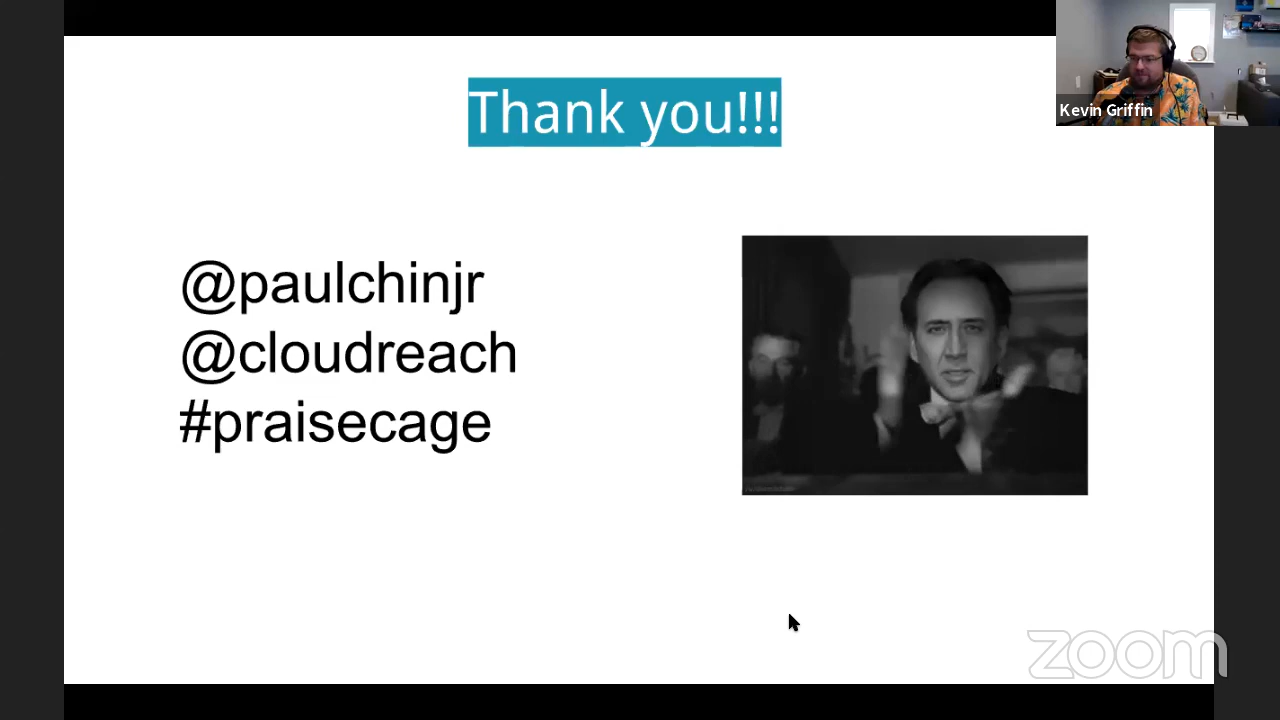 Thank you!!!
Kevin Griffin
@paulchinjr
@cloudreach
#praisecage
zoom